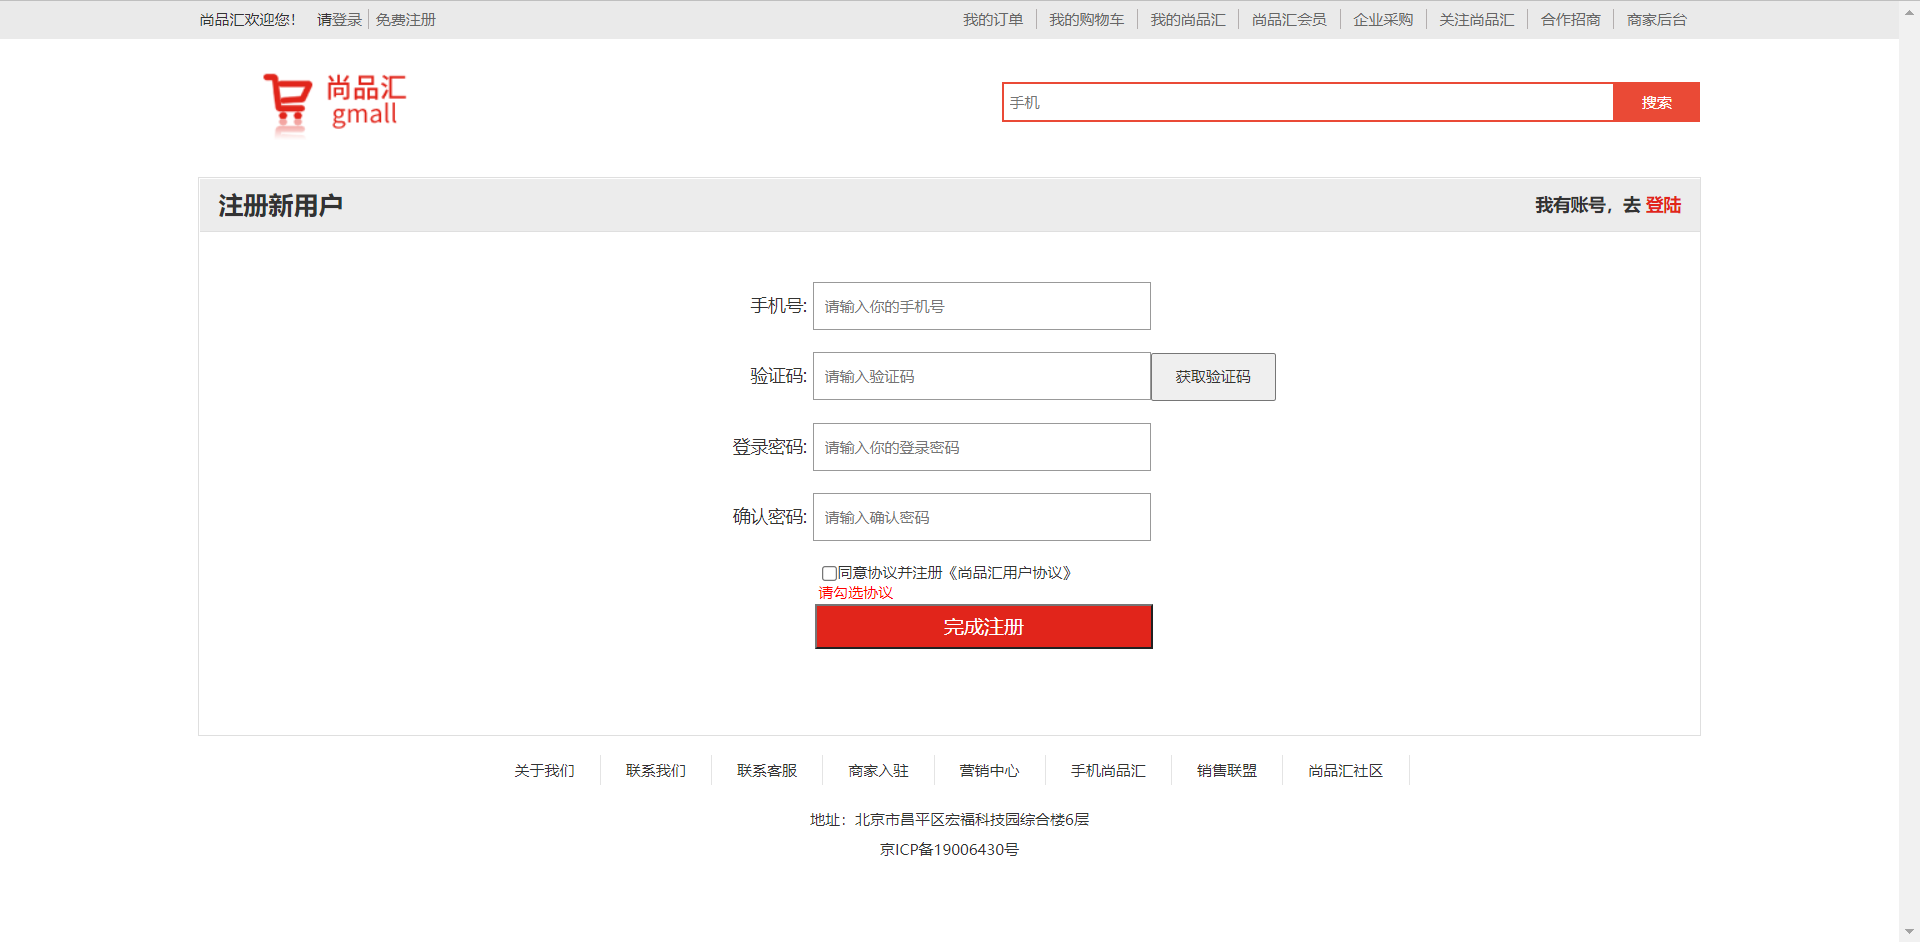 尚品汇欢迎您! 请登录 免费注册 我的订单 我的购物车 我的尚品汇 尚品汇会员 企业采购 关注尚品汇 合作招商 商家后台
尚品汇
gmall
手机 搜索
注册新用户 我有账号，去 登陆
手机号: 请输入你的手机号
验证码: 请输入验证码 获取验证码
登录密码: 请输入你的登录密码
确认密码: 请输入确认密码
同意协议并注册《尚品汇用户协议》
请勾选协议
完成注册
关于我们 联系我们 联系客服 商家入驻 营销中心 手机尚品汇 销售联盟 尚品汇社区
地址：北京市昌平区宏福科技园综合楼6层
京ICP备19006430号